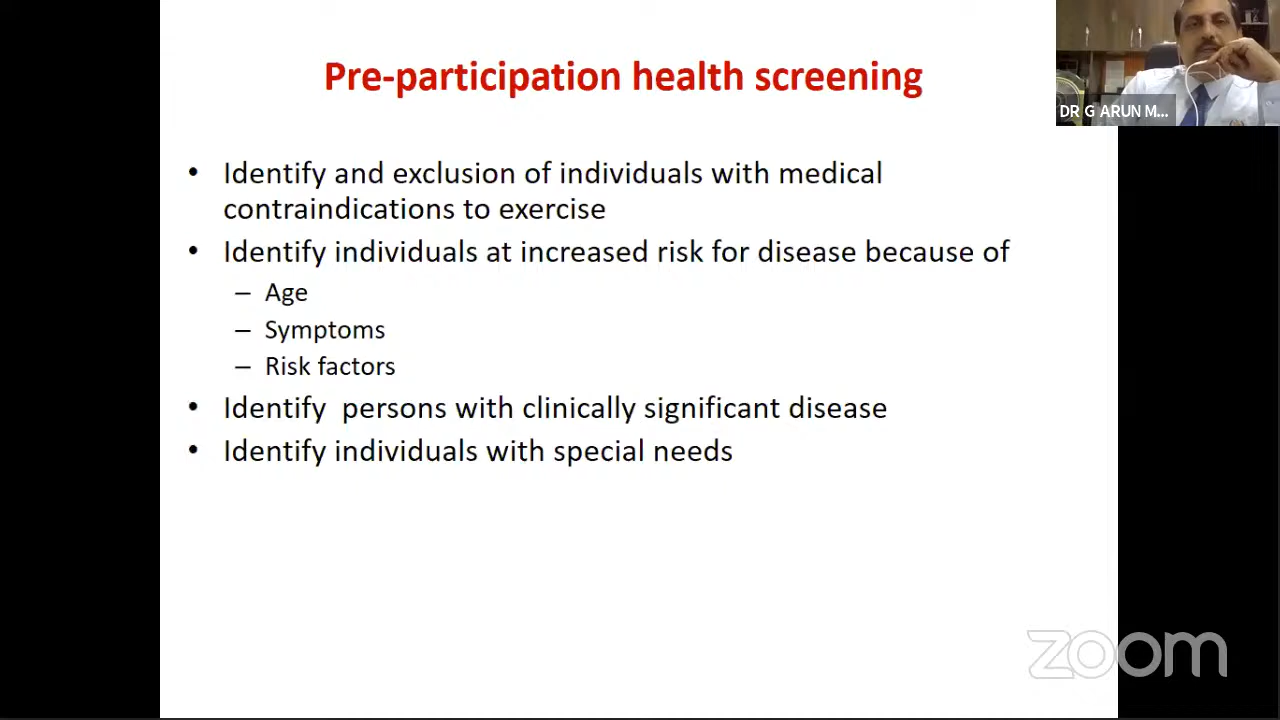 Pre-participation health screening
DR G ARUN M...
• Identify and exclusion of individuals with medical
contraindications to exercise
• Identify individuals at increased risk for disease because of
– Age
– Symptoms
– Risk factors
• Identify  persons with clinically significant disease
• Identify individuals with special needs
zoom